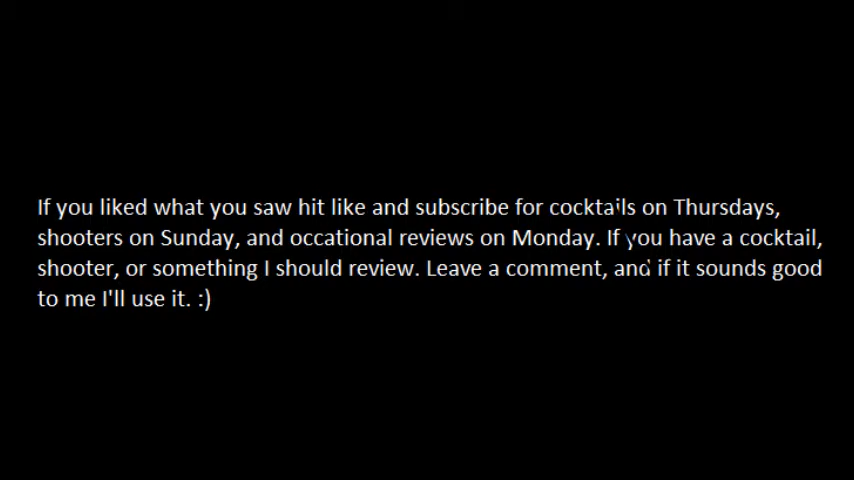 If you liked what you saw hit like and subscribe for cocktails on Thursdays,
shooters on Sunday, and occational reviews on Monday. If you have a cocktail,
shooter, or something I should review. Leave a comment, and if it sounds good
to me I'll use it. :)